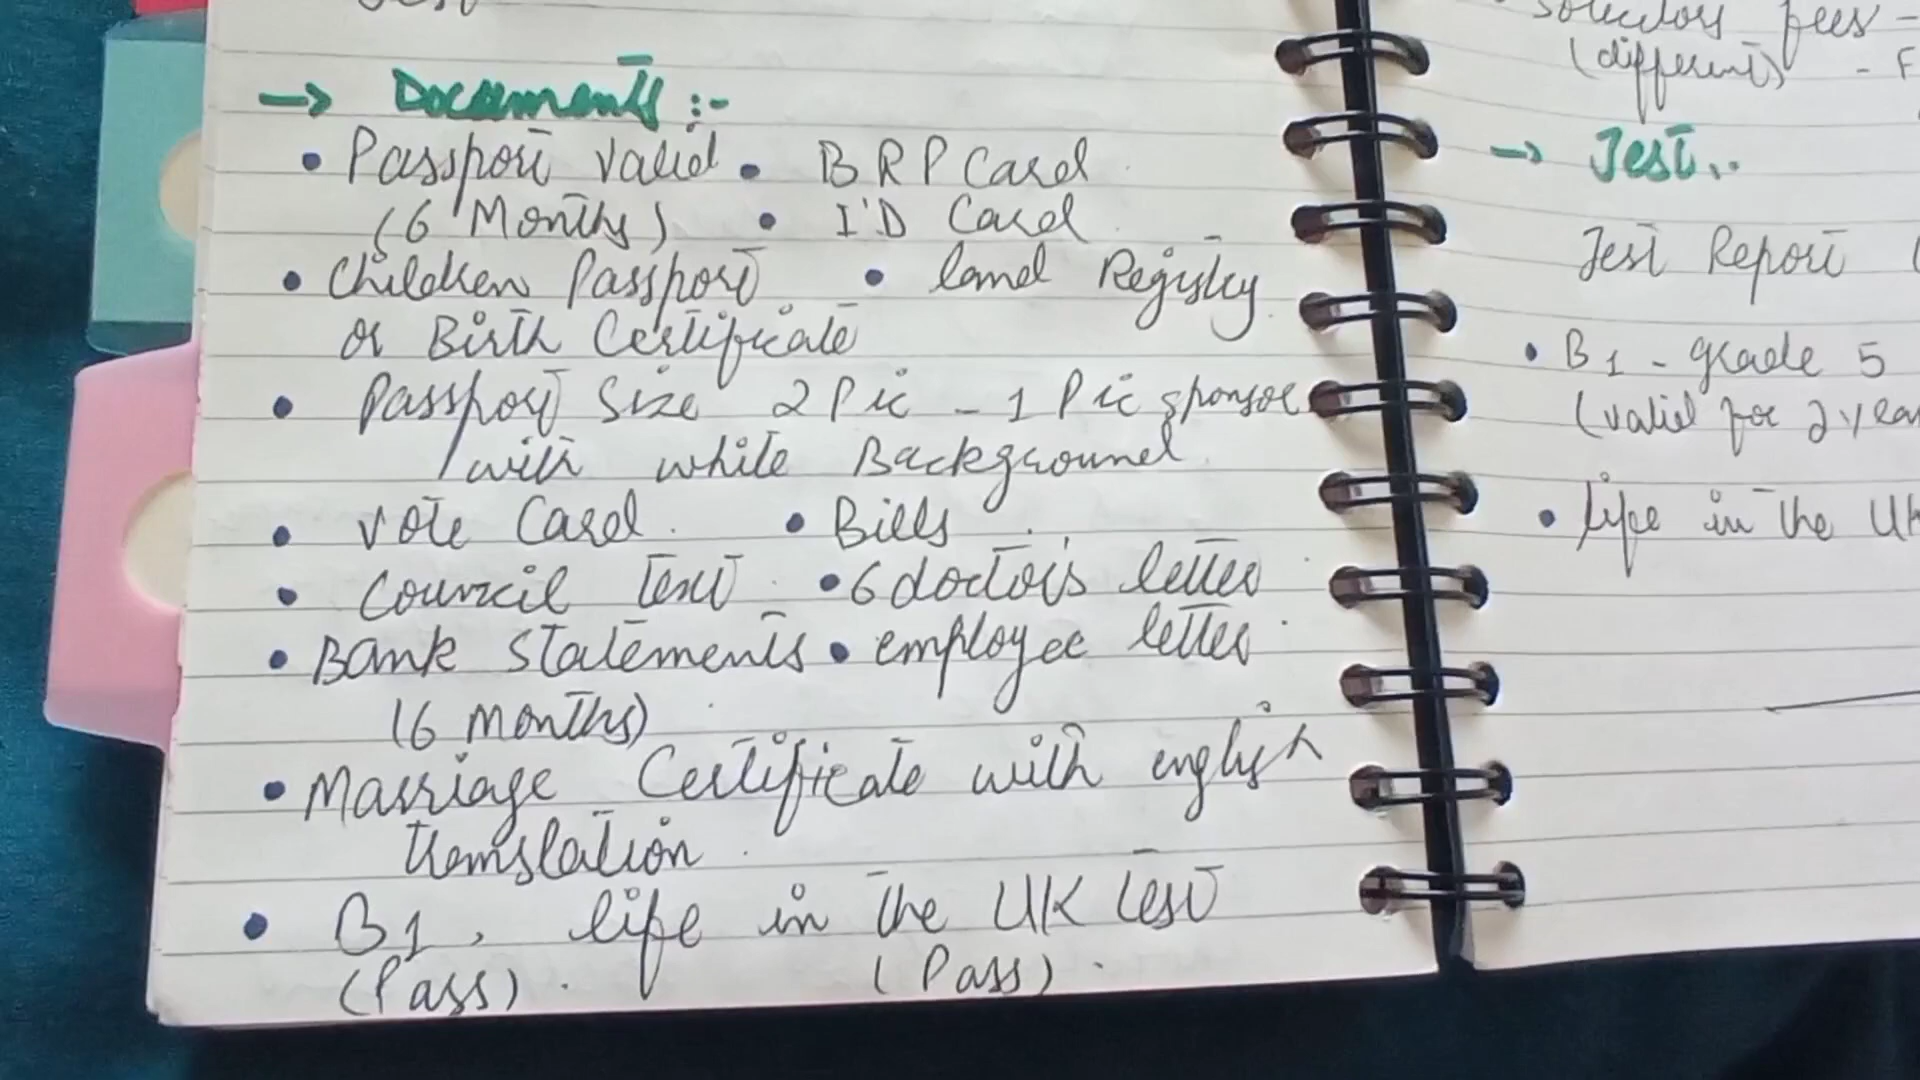 → Documents :-
• Passport valid • BRP Card
(6 Months) • I'D Card
• Children Passport • land Registry
or Birth Certificate
• Passport Size 2 Pic - 1 Pic sponsor
with white Background
• Vote Card. • Bills
• Council text • 6 doctor's letter
• Bank statements • employee letter
(6 Months)
• Marriage Certificate with english
translation.
• B1, life in the UK test
(Pass). (Pass).
fees -
(different) - F
→ Test..
Test Report (
• B1 - grade 5
(valid for 2 year
• life in the UK